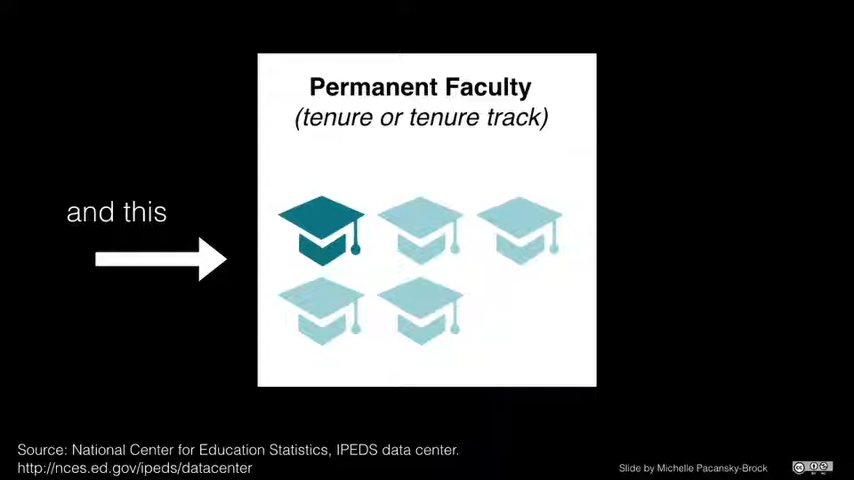 Permanent Faculty
(tenure or tenure track)
and this
Source: National Center for Education Statistics, IPEDS data center.
http://nces.ed.gov/ipeds/datacenter
Slide by Michelle Pacansky-Brock